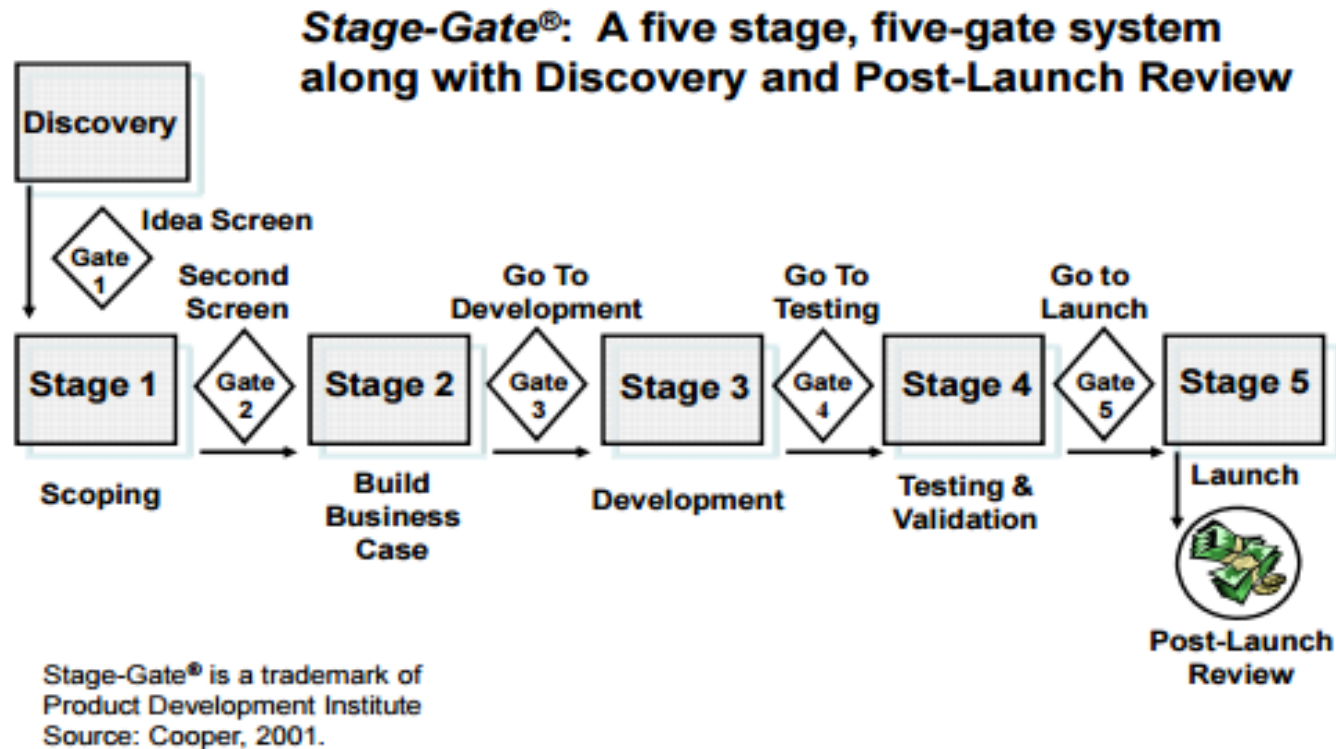 Stage-Gate®: A five stage, five-gate system
along with Discovery and Post-Launch Review
Discovery
Idea Screen
Gate
1
Second
Screen
Go To
Development
Go To
Testing
Go to
Launch
Stage 1
Gate
2
Stage 2
Gate
3
Stage 3
Gate
4
Stage 4
Gate
5
Stage 5
Scoping
Build
Business
Case
Development
Testing &
Validation
Launch
1
Post-Launch
Review
Stage-Gate® is a trademark of
Product Development Institute
Source: Cooper, 2001.